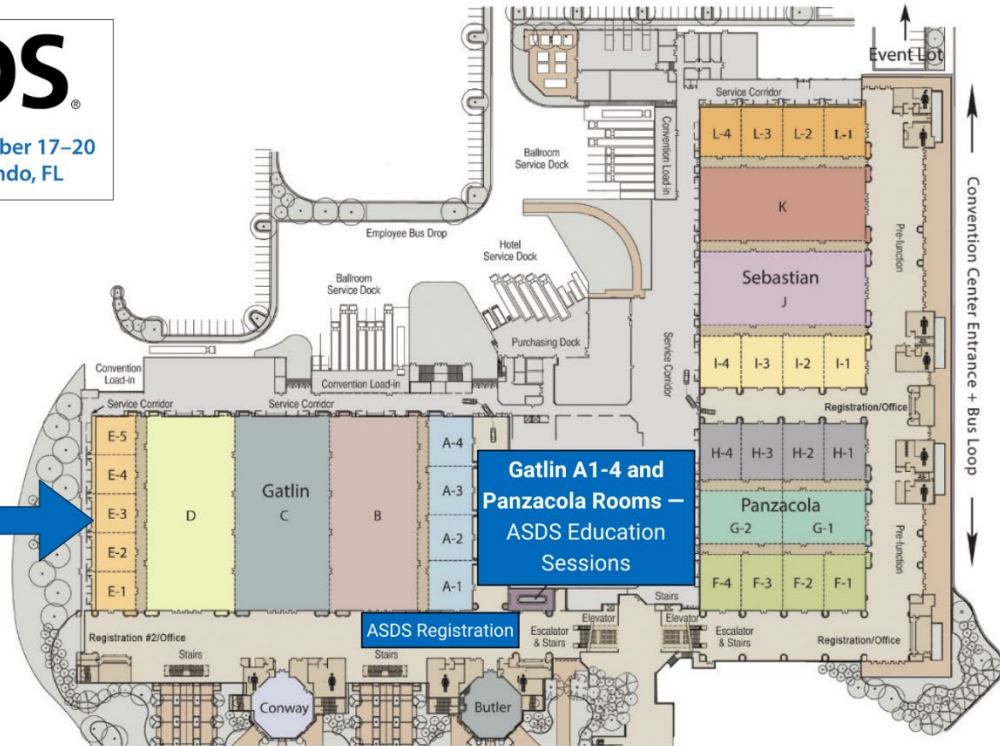 DS®
ber 17–20
ndo, FL
Event Lot
Service Corridor
L-4
L-3
L-2
L-1
Convention Load-in
Ballroom
Service Dock
K
Employee Bus Drop
Hotel
Service Dock
Ballroom
Service Dock
Sebastian
J
Pre-function
Convention Center Entrance + Bus Loop
Purchasing Dock
Service Corridor
I-4
I-3
I-2
I-1
Convention
Load-in
Convention Load-in
Service Corridor
Service Corridor
Registration/Office
E-5
E-4
E-3
E-2
E-1
D
Gatlin
C
B
A-4
A-3
A-2
A-1
Gatlin A1-4 and
Panzacola Rooms —
ASDS Education
Sessions
H-4
H-3
H-2
H-1
Panzacola
G-2
G-1
Pre-function
F-4
F-3
F-2
F-1
Stairs
ASDS Registration
Registration #2/Office
Stairs
Stairs
Escalator
& Stairs
Elevator
Elevator
Escalator
& Stairs
Registration/Office
Conway
Butler